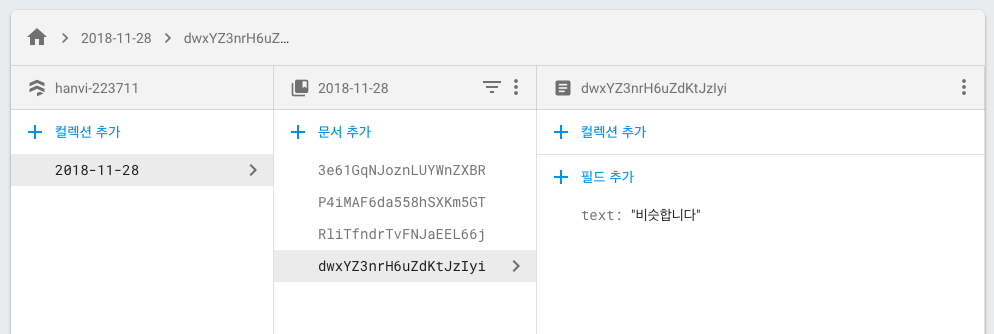 2018-11-28 dwxYZ3nrH6uZ...
hanvi-223711
컬렉션 추가
2018-11-28
2018-11-28
문서 추가
3e61GqNJoznLUYWnZXBR
P4iMAF6da558hSXKm5GT
RliTfndrTvFNJaEEL66j
dwxYZ3nrH6uZdKtJzIyi
dwxYZ3nrH6uZdKtJzIyi
컬렉션 추가
필드 추가
text: "비슷합니다"